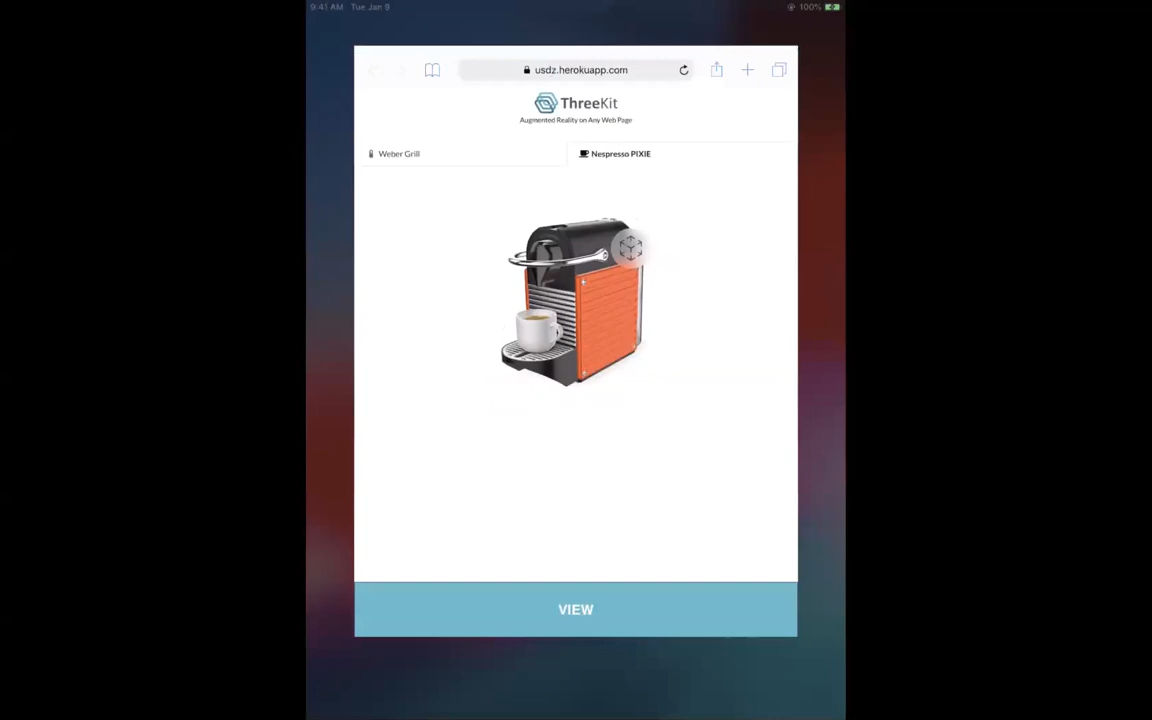 9:41 AM Tue Jan 9
100%
usdz.herokuapp.com
ThreeKit
Augmented Reality on Any Web Page
Weber Grill
Nespresso PIXIE
VIEW